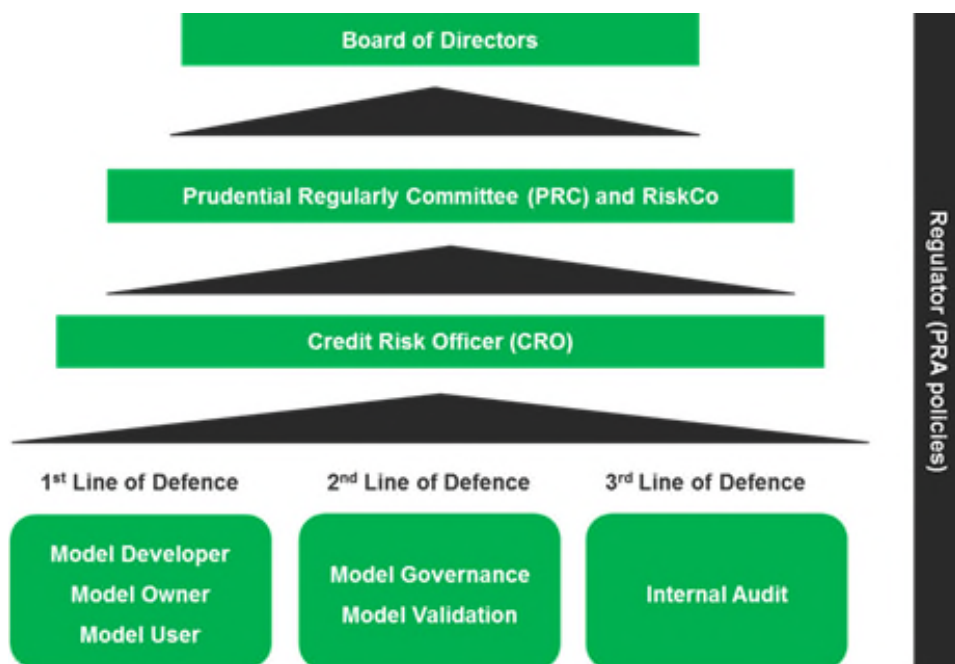 Board of Directors
Prudential Regularly Committee (PRC) and RiskCo
Credit Risk Officer (CRO)
1st Line of Defence
2nd Line of Defence
3rd Line of Defence
Model Developer
Model Owner
Model User
Model Governance
Model Validation
Internal Audit
Regulator (PRA policies)